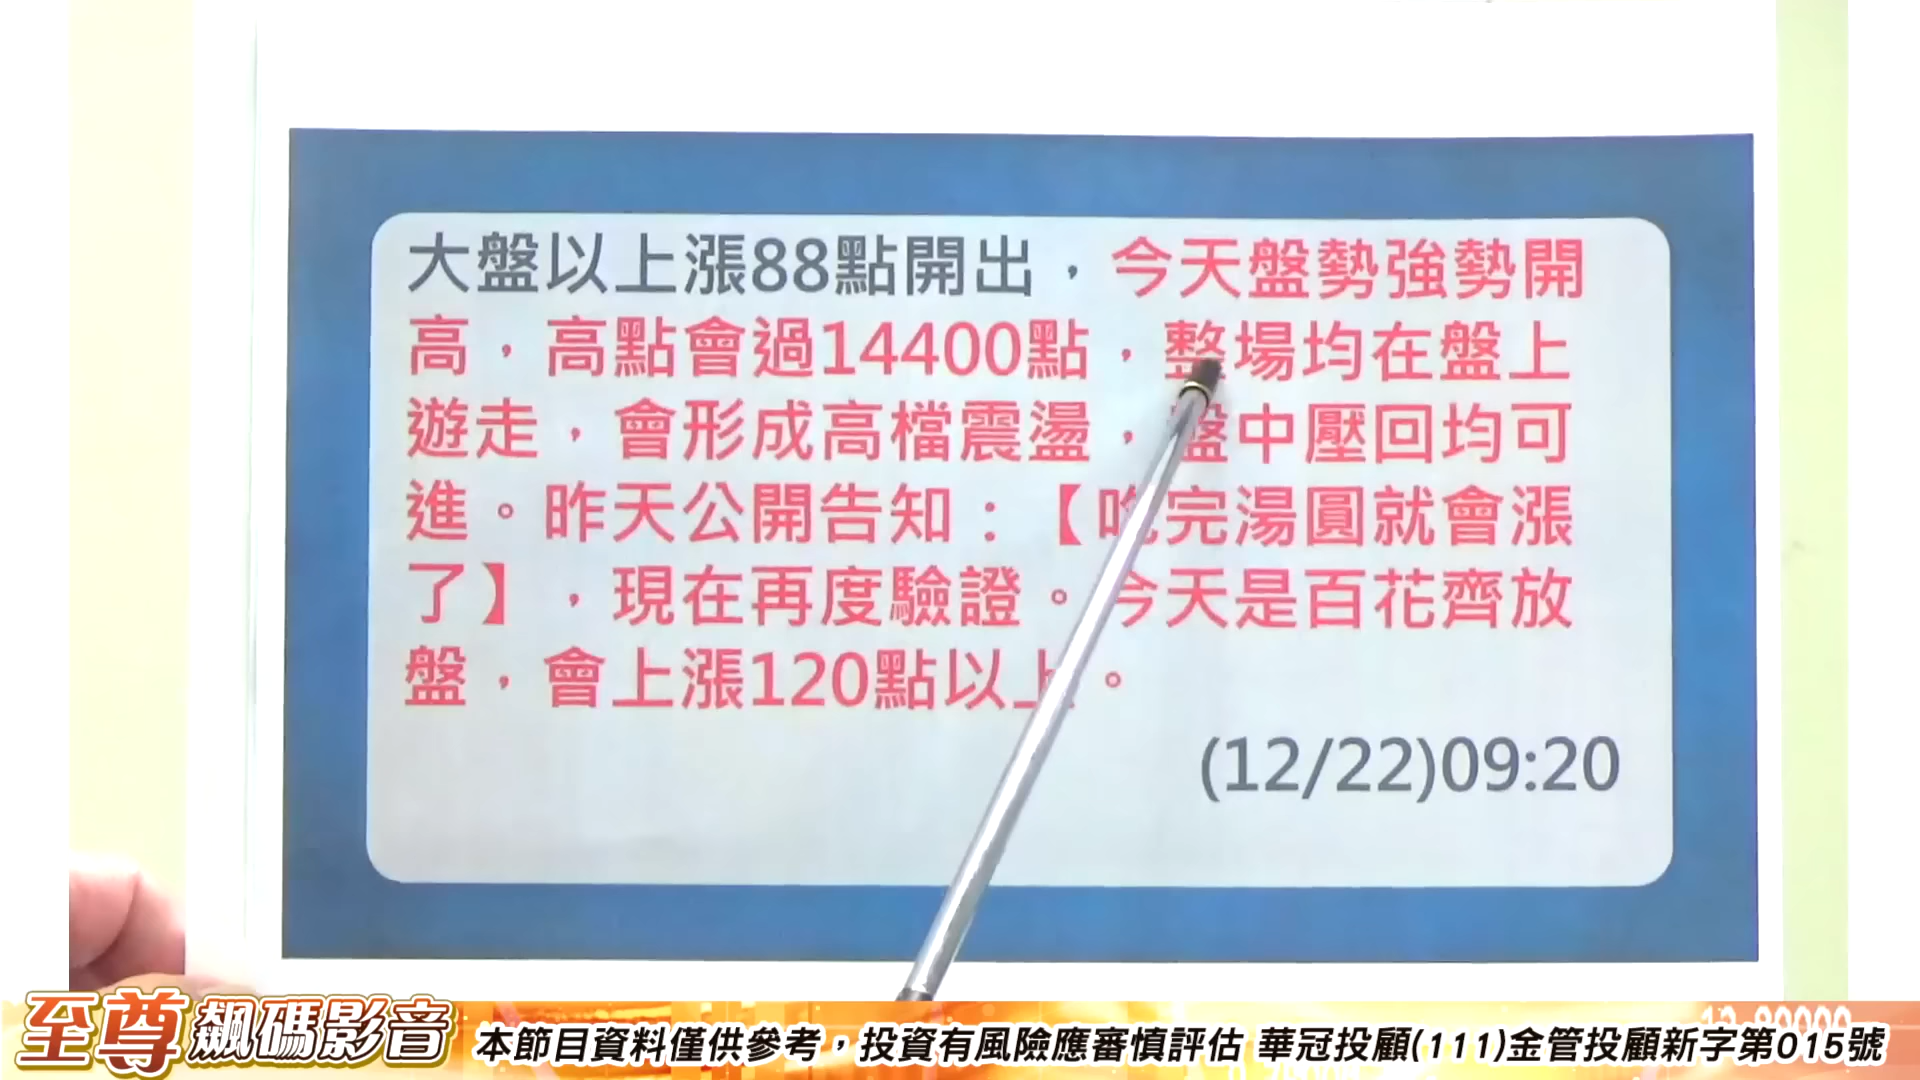 大盤以上漲88點開出，今天盤勢強勢開
高，高點會過14400點，整場均在盤上
遊走，會形成高檔震盪，盤中壓回均可
進。昨天公開告知：【吃完湯圓就會漲
了】，現在再度驗證。今天是百花齊放
盤，會上漲120點以上。
(12/22)09:20
至尊飆碼影音
本節目資料僅供參考，投資有風險應審慎評估 華冠投顧(111)金管投顧新字第015號